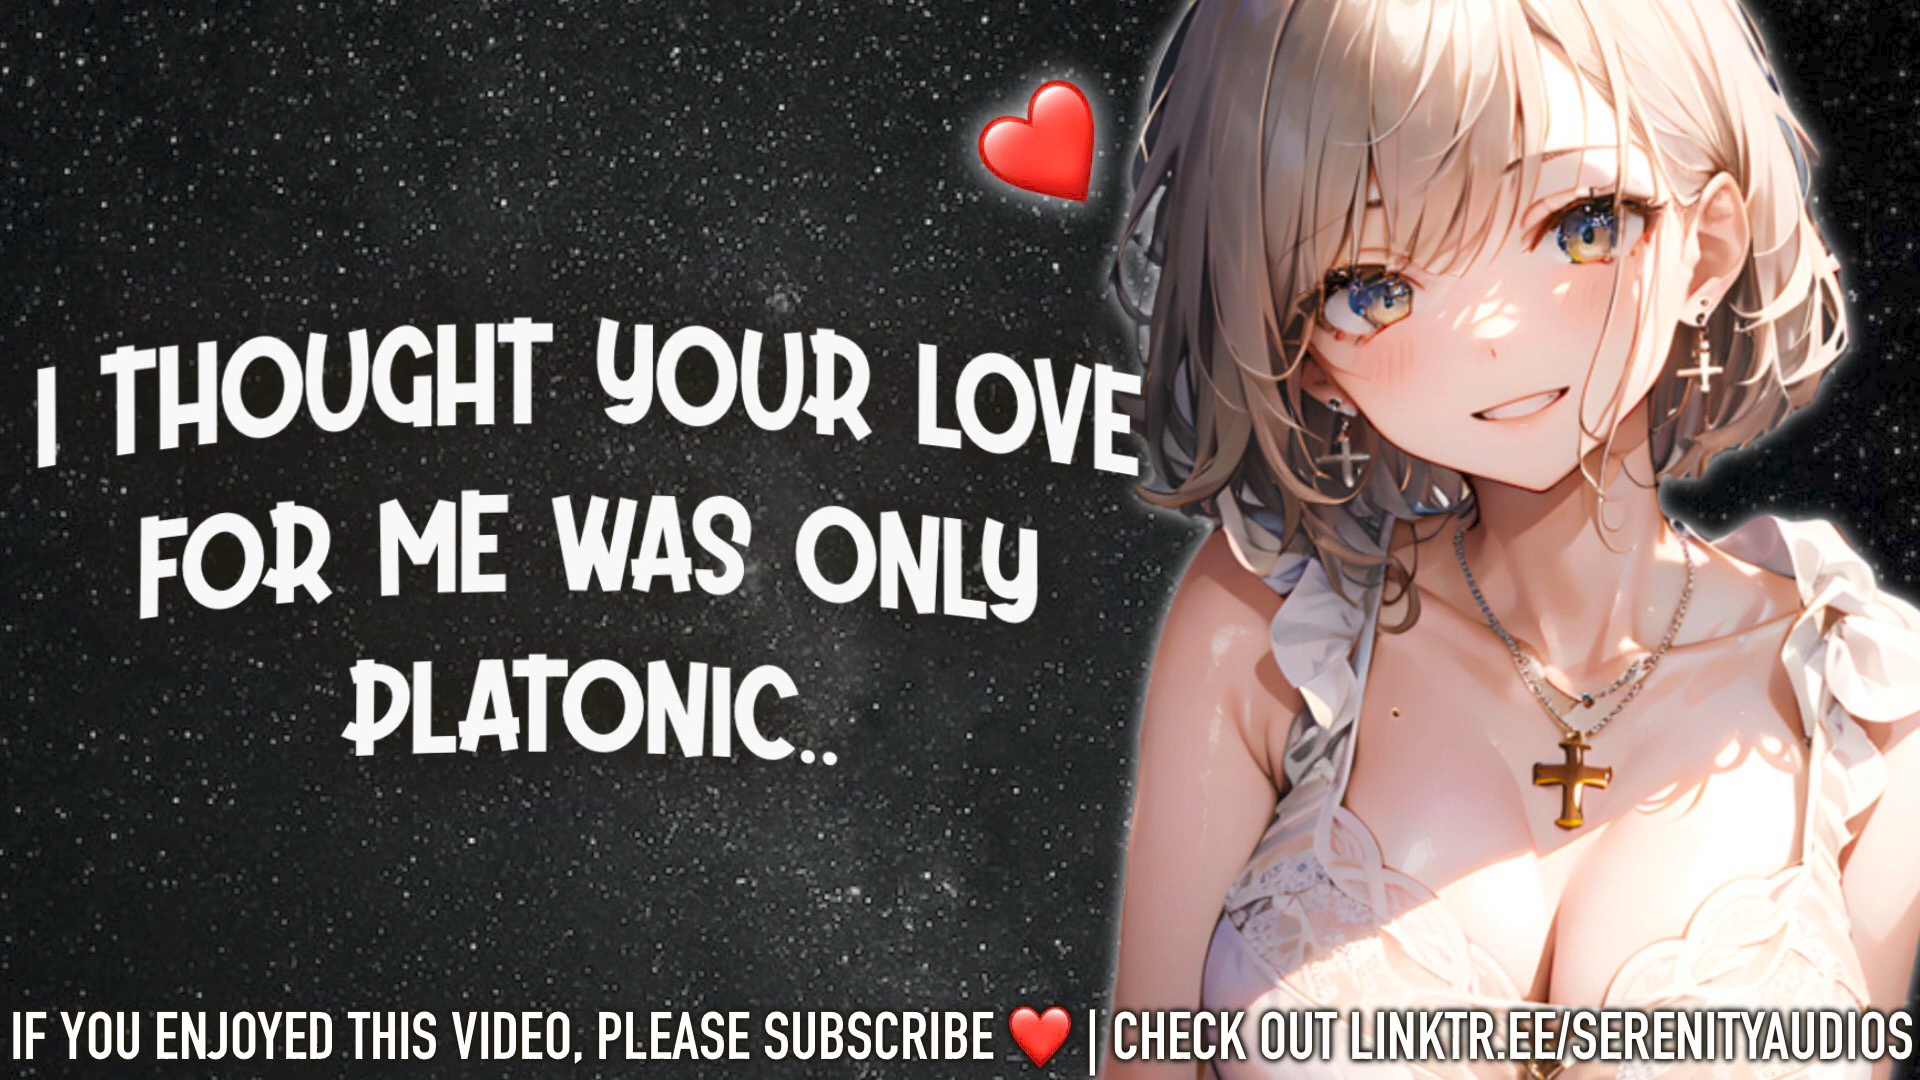 I THOUGHT YOUR LOVE
FOR ME WAS ONLY
PLATONIC..
IF YOU ENJOYED THIS VIDEO, PLEASE SUBSCRIBE ❤️ | CHECK OUT LINKTR.EE/SERENITYAUDIOS